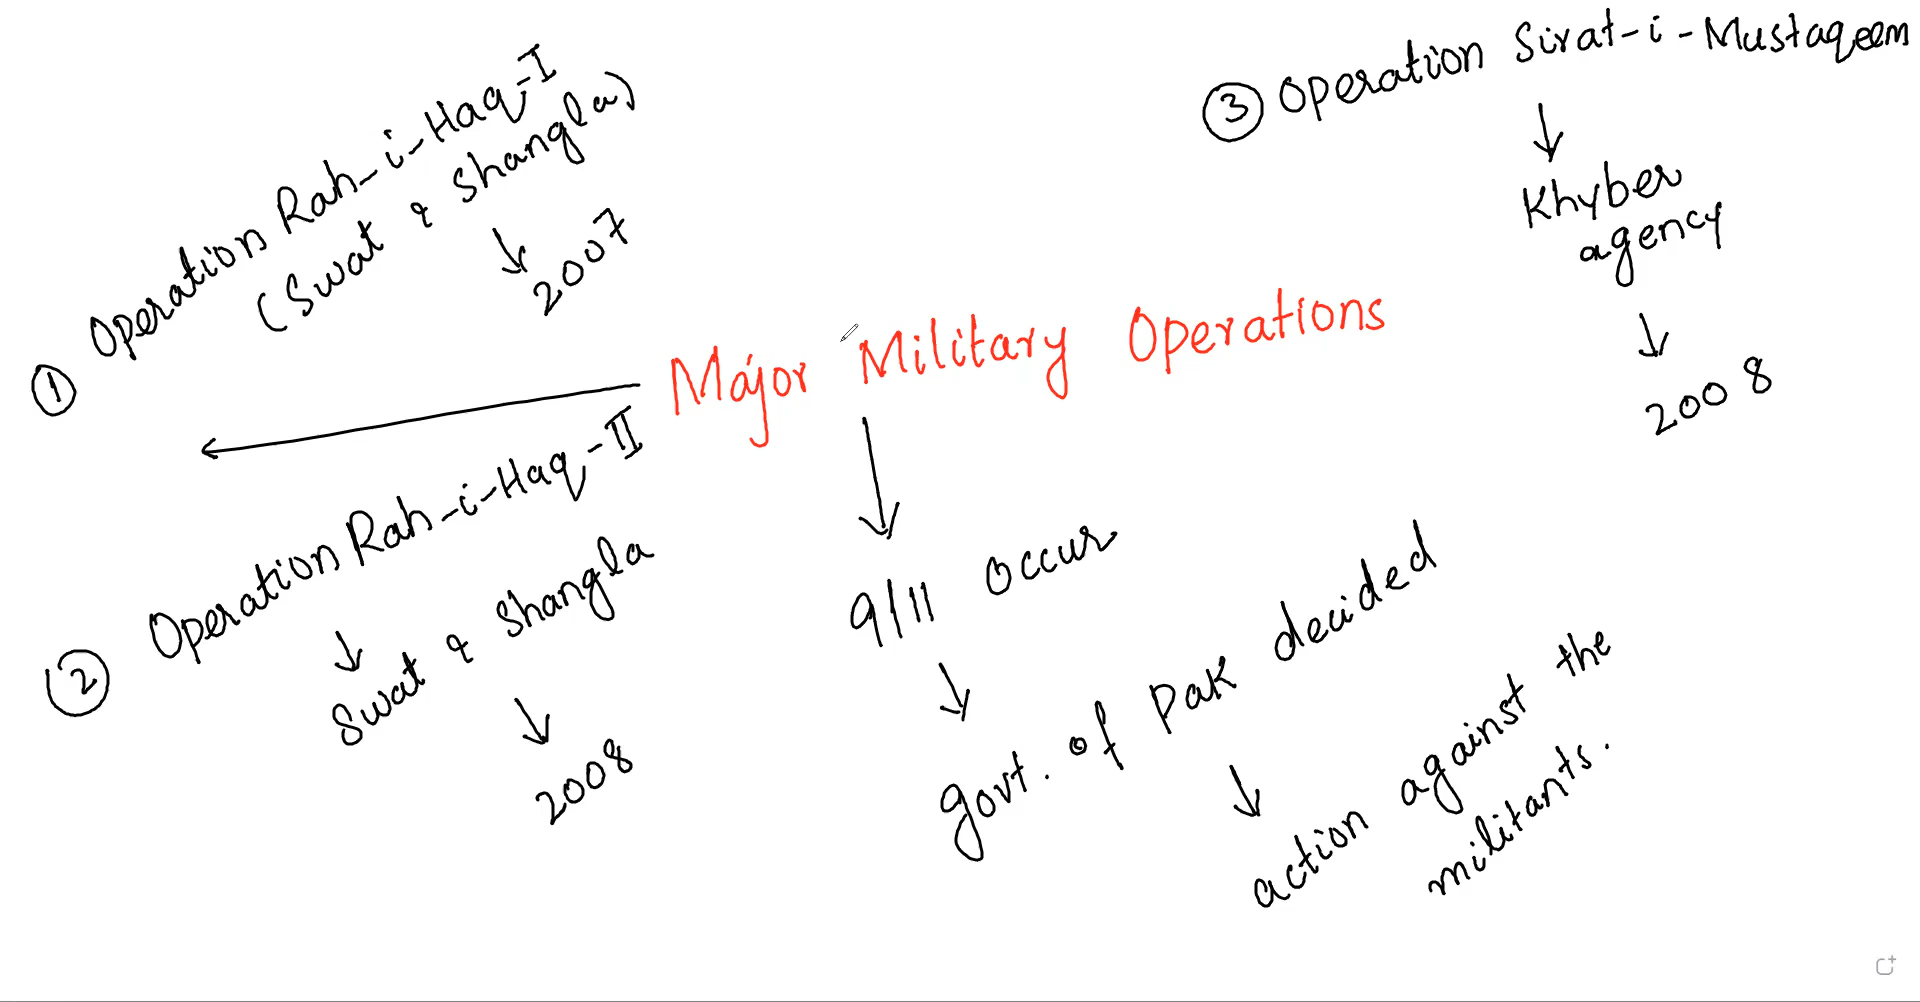 Major Military Operations
① Operation Rah-i-Haq-I
(Swat & Shangla)
↓
2007
② Operation Rah-i-Haq-II
↓
Swat & Shangla
↓
2008
③ Operation Sirat-i-Mustaqeem
↓
Khyber
agency
↓
2008
↓
9/11 occur
↓
govt. of Pak decided
↓
action against the
militants.